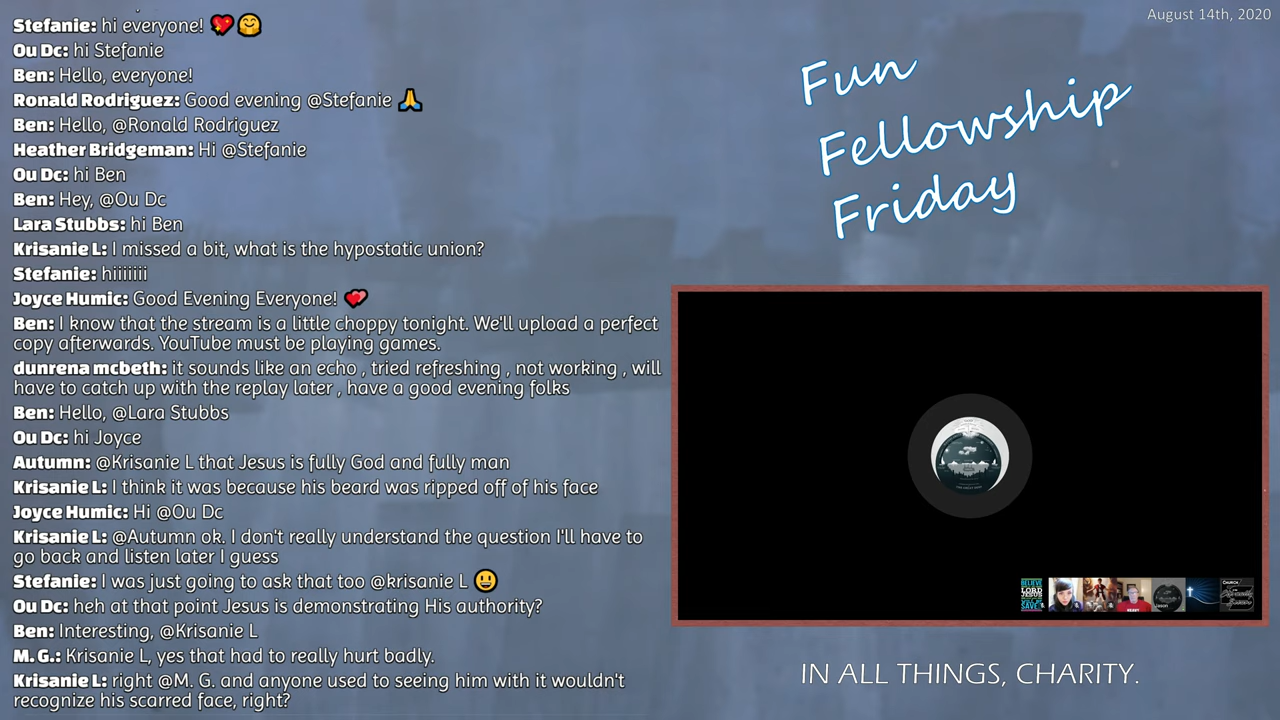 August 14th, 2020
Stefanie: hi everyone! 💖🤗
Ou Dc: hi Stefanie
Ben: Hello, everyone!
Ronald Rodriguez: Good evening @Stefanie 🙏
Ben: Hello, @Ronald Rodriguez
Heather Bridgeman: Hi @Stefanie
Ou Dc: hi Ben
Ben: Hey, @Ou Dc
Lara Stubbs: hi Ben
Krisanie L: I missed a bit, what is the hypostatic union?
Stefanie: hiiiiiii
Joyce Humic: Good Evening Everyone! 💕
Ben: I know that the stream is a little choppy tonight. We'll upload a perfect
copy afterwards. YouTube must be playing games.
dunrena mcbeth: it sounds like an echo , tried refreshing , not working , will
have to catch up with the replay later , have a good evening folks
Ben: Hello, @Lara Stubbs
Ou Dc: hi Joyce
Autumn: @Krisanie L that Jesus is fully God and fully man
Krisanie L: I think it was because his beard was ripped off of his face
Joyce Humic: Hi @Ou Dc
Krisanie L: @Autumn ok. I don't really understand the question I'll have to
go back and listen later I guess
Stefanie: I was just going to ask that too @krisanie L 😃
Ou Dc: heh at that point Jesus is demonstrating His authority?
Ben: Interesting, @Krisanie L
M. G.: Krisanie L, yes that had to really hurt badly.
Krisanie L: right @M. G. and anyone used to seeing him with it wouldn't
recognize his scarred face, right?
Fun
Fellowship
Friday
BELIEVE
LORD
JESUS
SAVE
Jason
CHURCH
IN ALL THINGS, CHARITY.